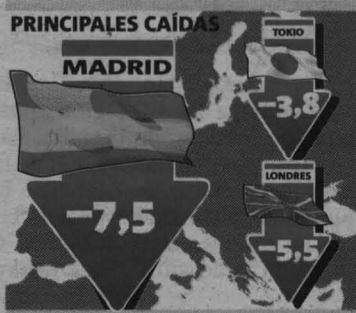 PRINCIPALES CAÍDAS
MADRID
–7,5
TOKIO
–3,8
LONDRES
–5,5